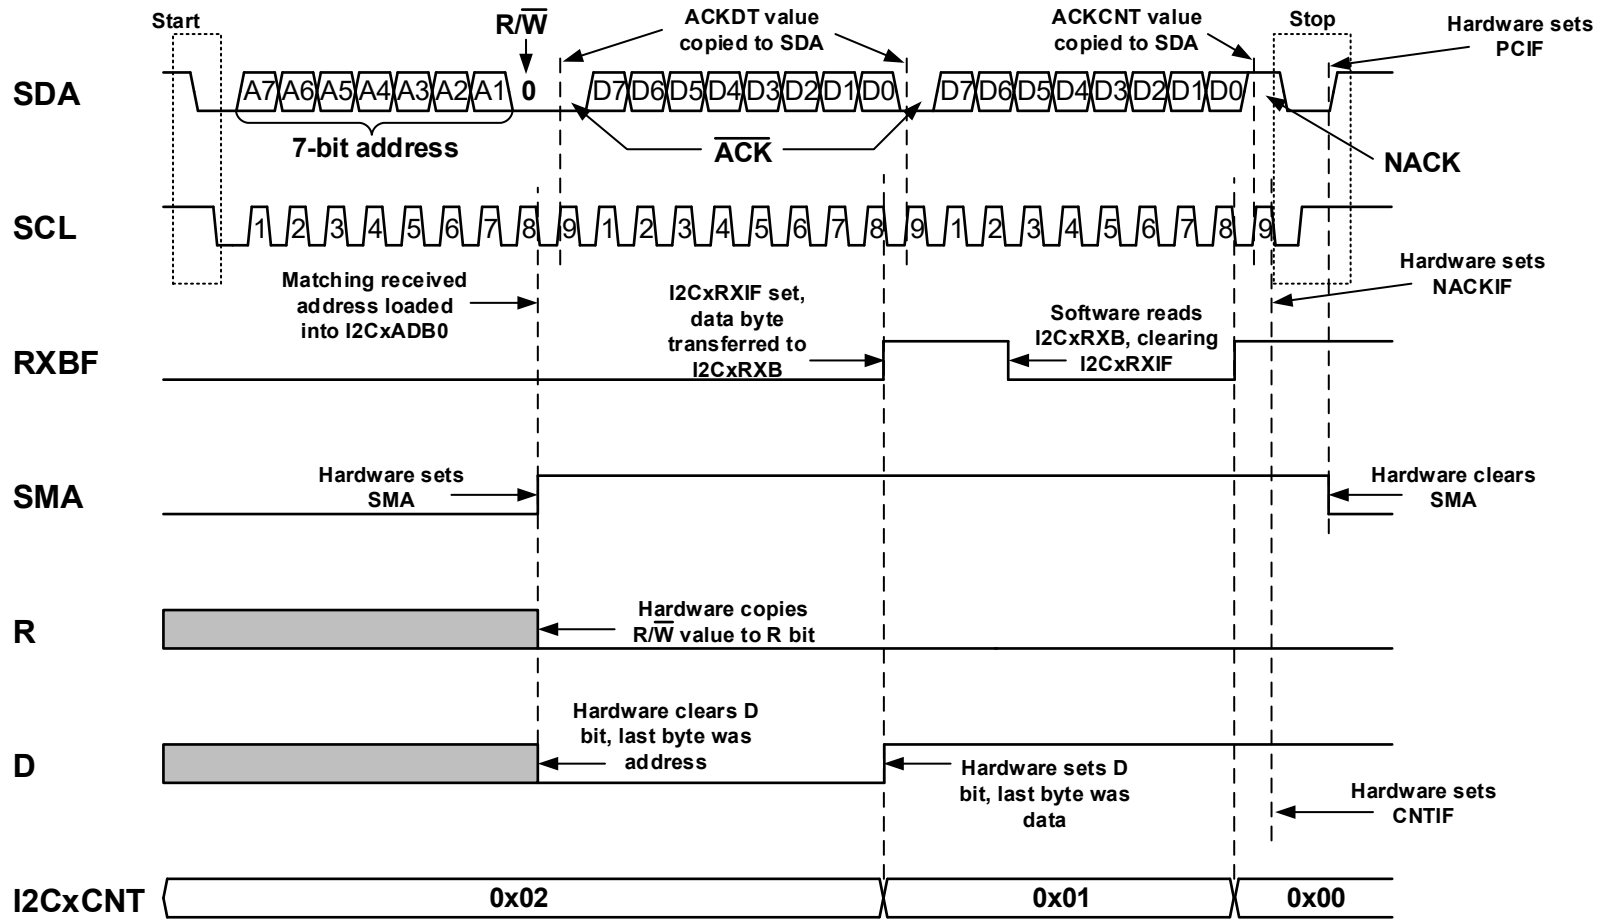 Start
R/W
ACKDT value
copied to SDA
ACKCNT value
copied to SDA
Stop
Hardware sets
PCIF
SDA
A7 A6 A5 A4 A3 A2 A1 0 D7 D6 D5 D4 D3 D2 D1 D0 D7 D6 D5 D4 D3 D2 D1 D0
7-bit address
ACK
NACK
SCL
1 2 3 4 5 6 7 8 9 1 2 3 4 5 6 7 8 9 1 2 3 4 5 6 7 8 9
Matching received
address loaded
into I2CxADB0
I2CxRXIF set,
data byte
transferred to
I2CxRXB
Software reads
I2CxRXB, clearing
I2CxRXIF
Hardware sets
NACKIF
RXBF
Hardware sets
SMA
SMA
Hardware clears
SMA
R
Hardware copies
R/W value to R bit
D
Hardware clears D
bit, last byte was
address
Hardware sets D
bit, last byte was
data
Hardware sets
CNTIF
I2CxCNT
0x02
0x01
0x00